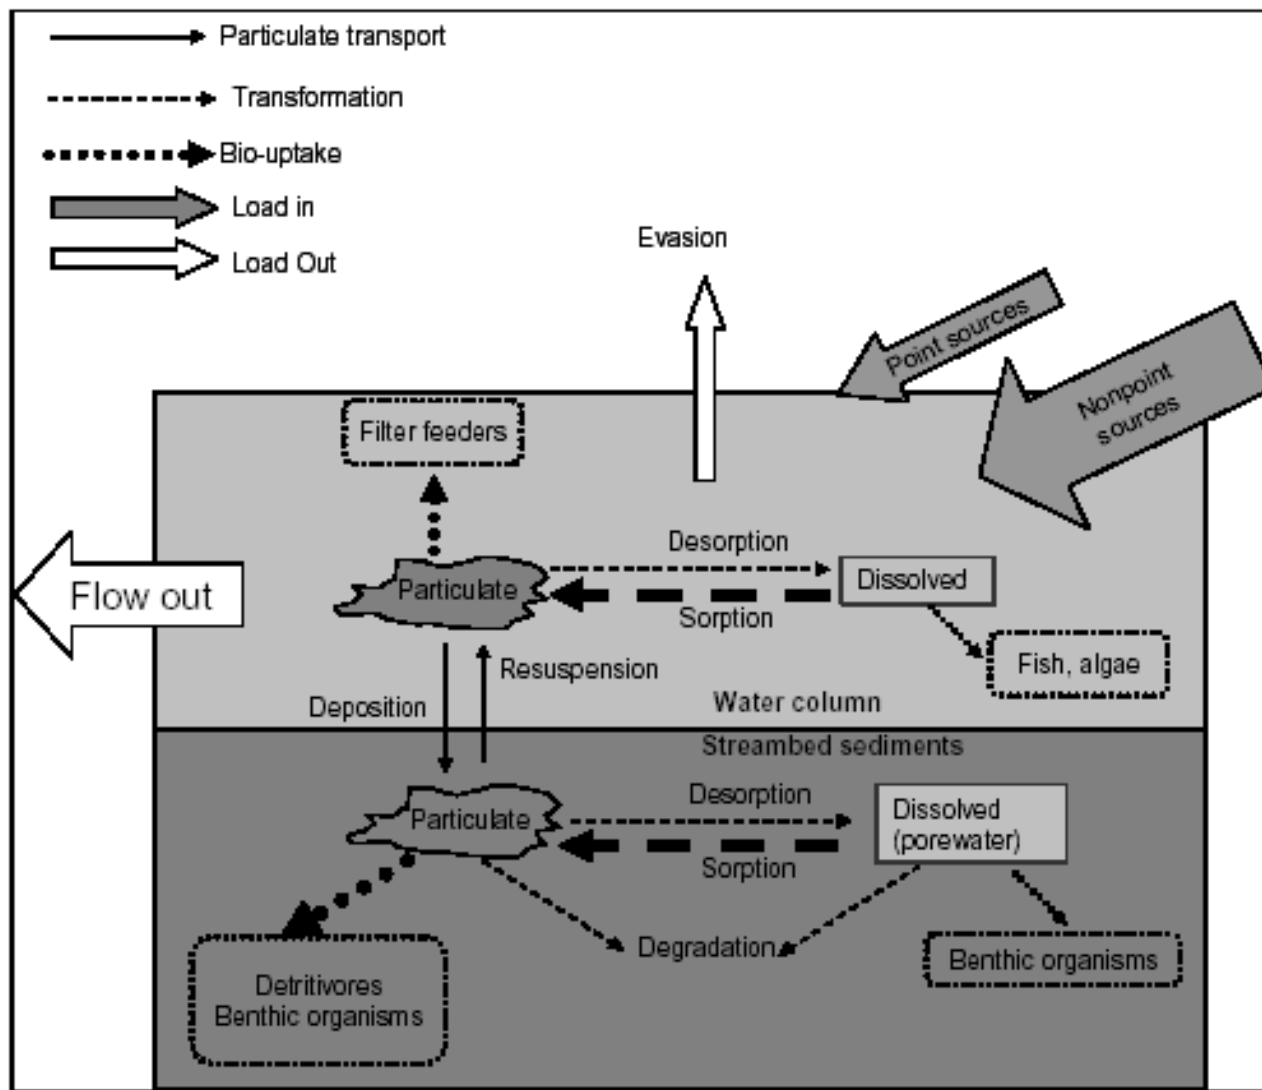 Particulate transport
Transformation
Bio-uptake
Load in
Load Out
Evasion
Point sources
Nonpoint
sources
Filter feeders
Desorption
Particulate
Dissolved
Flow out
Sorption
Resuspension
Fish, algae
Deposition
Water column
Streambed sediments
Desorption
Particulate
Dissolved
(porewater)
Sorption
Degradation
Benthic organisms
Detritivores
Benthic organisms